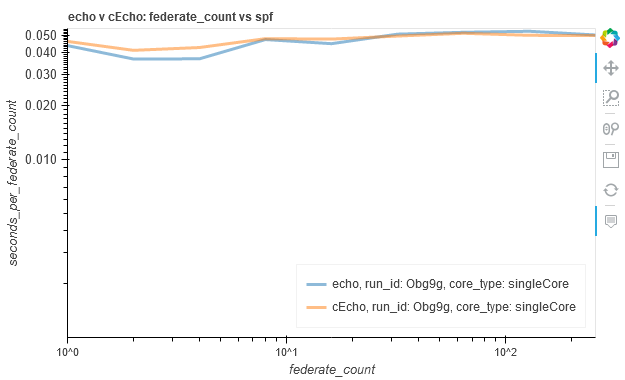 echo v cEcho: federate_count vs spf
0.050
0.040
0.030
0.020
0.010
seconds_per_federate_count
echo, run_id: Obg9g, core_type: singleCore
cEcho, run_id: Obg9g, core_type: singleCore
10^0
10^1
10^2
federate_count